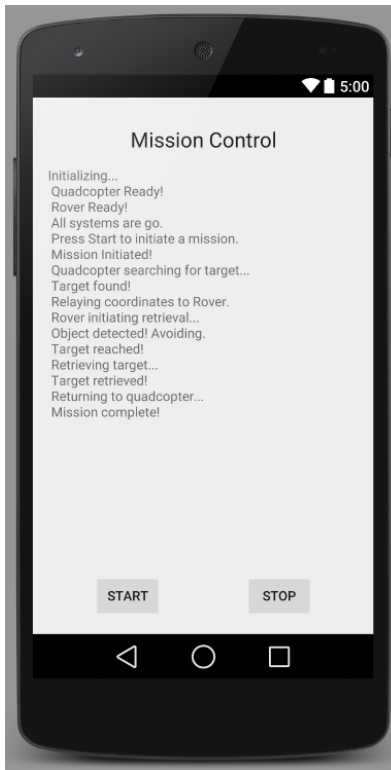 5:00
Mission Control
Initializing...
Quadcopter Ready!
Rover Ready!
All systems are go.
Press Start to initiate a mission.
Mission Initiated!
Quadcopter searching for target...
Target found!
Relaying coordinates to Rover.
Rover initiating retrieval...
Object detected! Avoiding.
Target reached!
Retrieving target...
Target retrieved!
Returning to quadcopter...
Mission complete!
START STOP